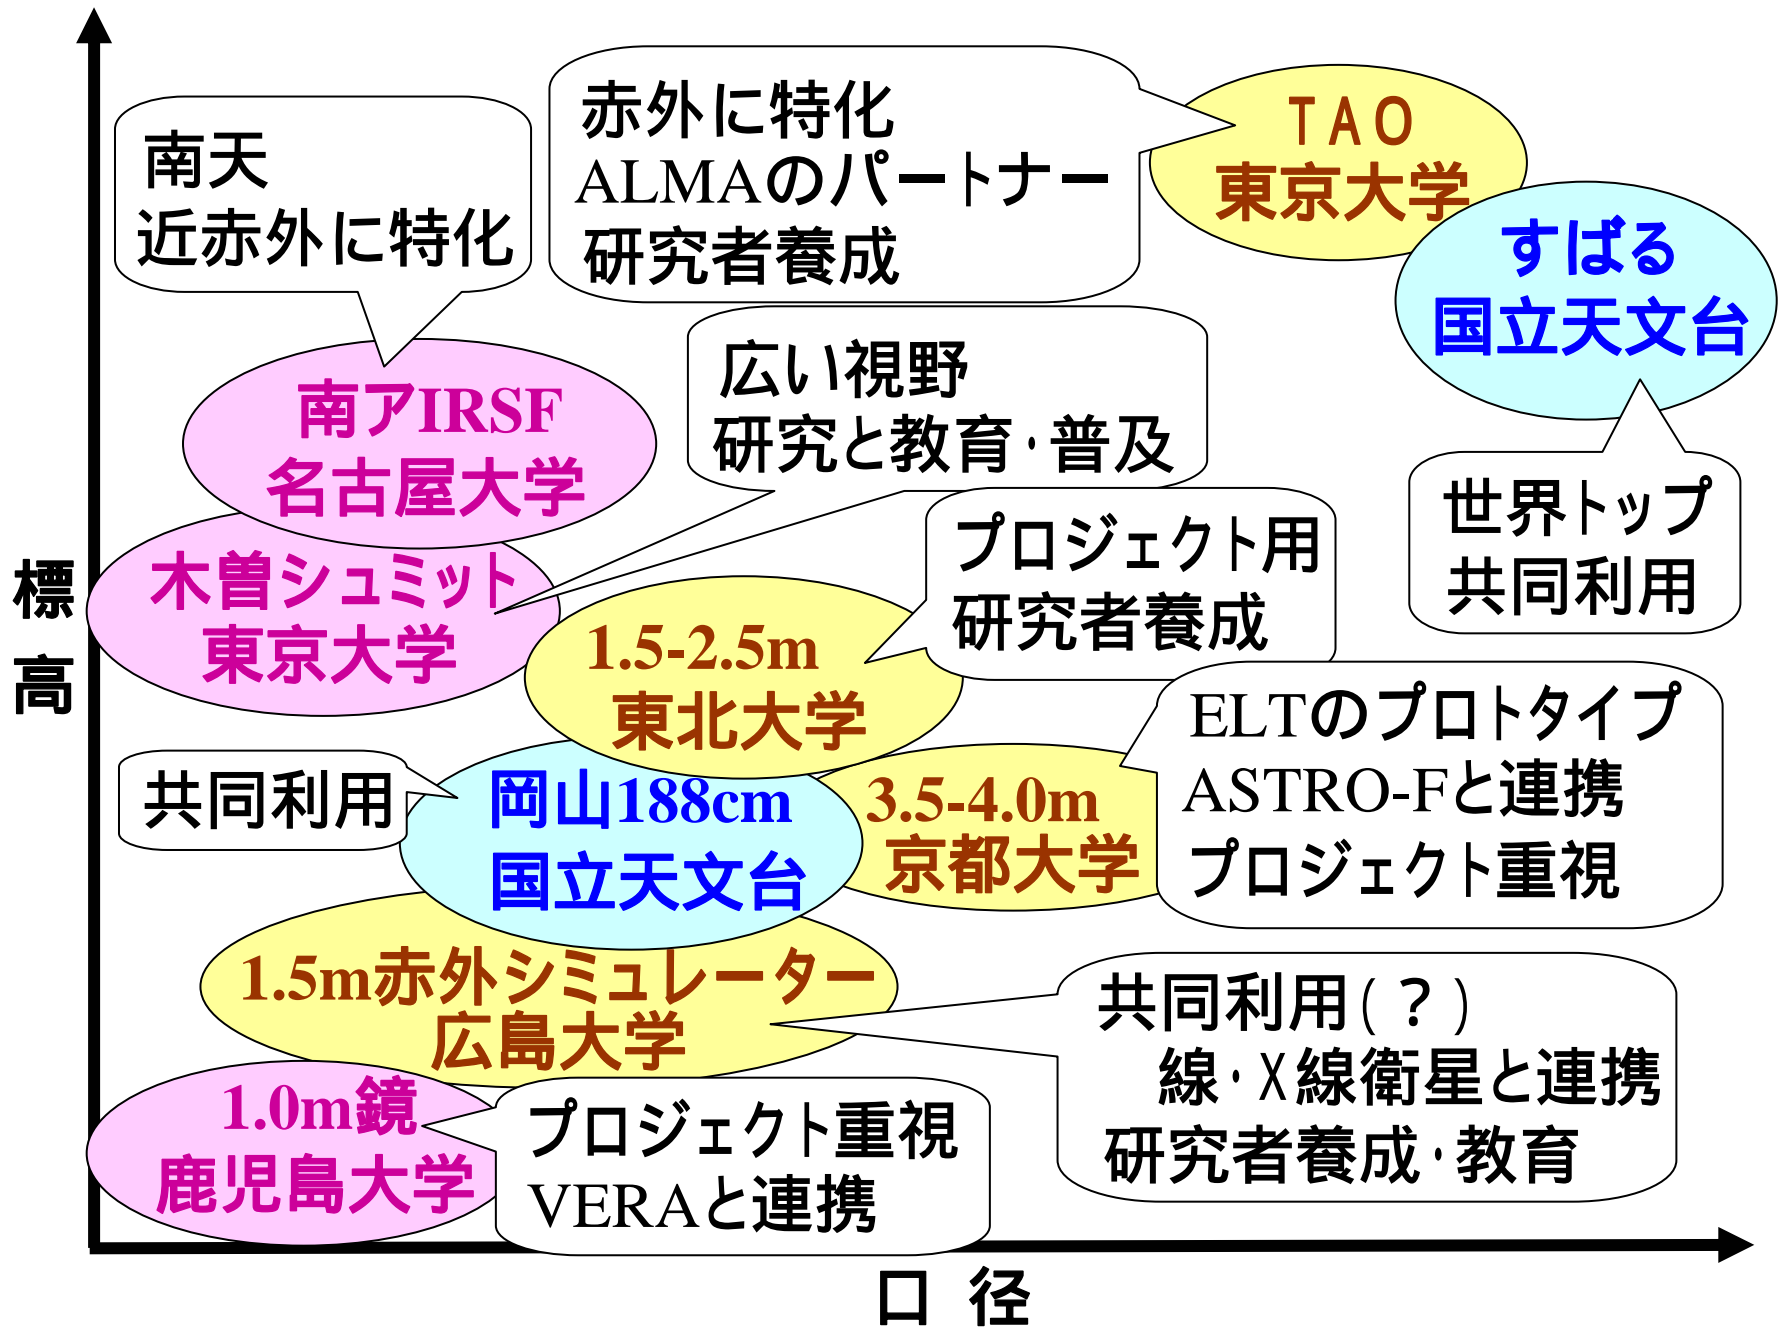 南天
近赤外に特化
赤外に特化
ALMAのパートナー
研究者養成
TAO
東京大学
すばる
国立天文台
世界トップ
共同利用
南アIRSF
名古屋大学
広い視野
研究と教育・普及
木曽シュミット
東京大学
プロジェクト用
研究者養成
1.5-2.5m
東北大学
ELTのプロトタイプ
ASTRO-Fと連携
プロジェクト重視
3.5-4.0m
京都大学
共同利用
岡山188cm
国立天文台
1.5m赤外シミュレーター
広島大学
共同利用(？)
線・X線衛星と連携
研究者養成・教育
1.0m鏡
鹿児島大学
プロジェクト重視
VERAと連携
標高
口径